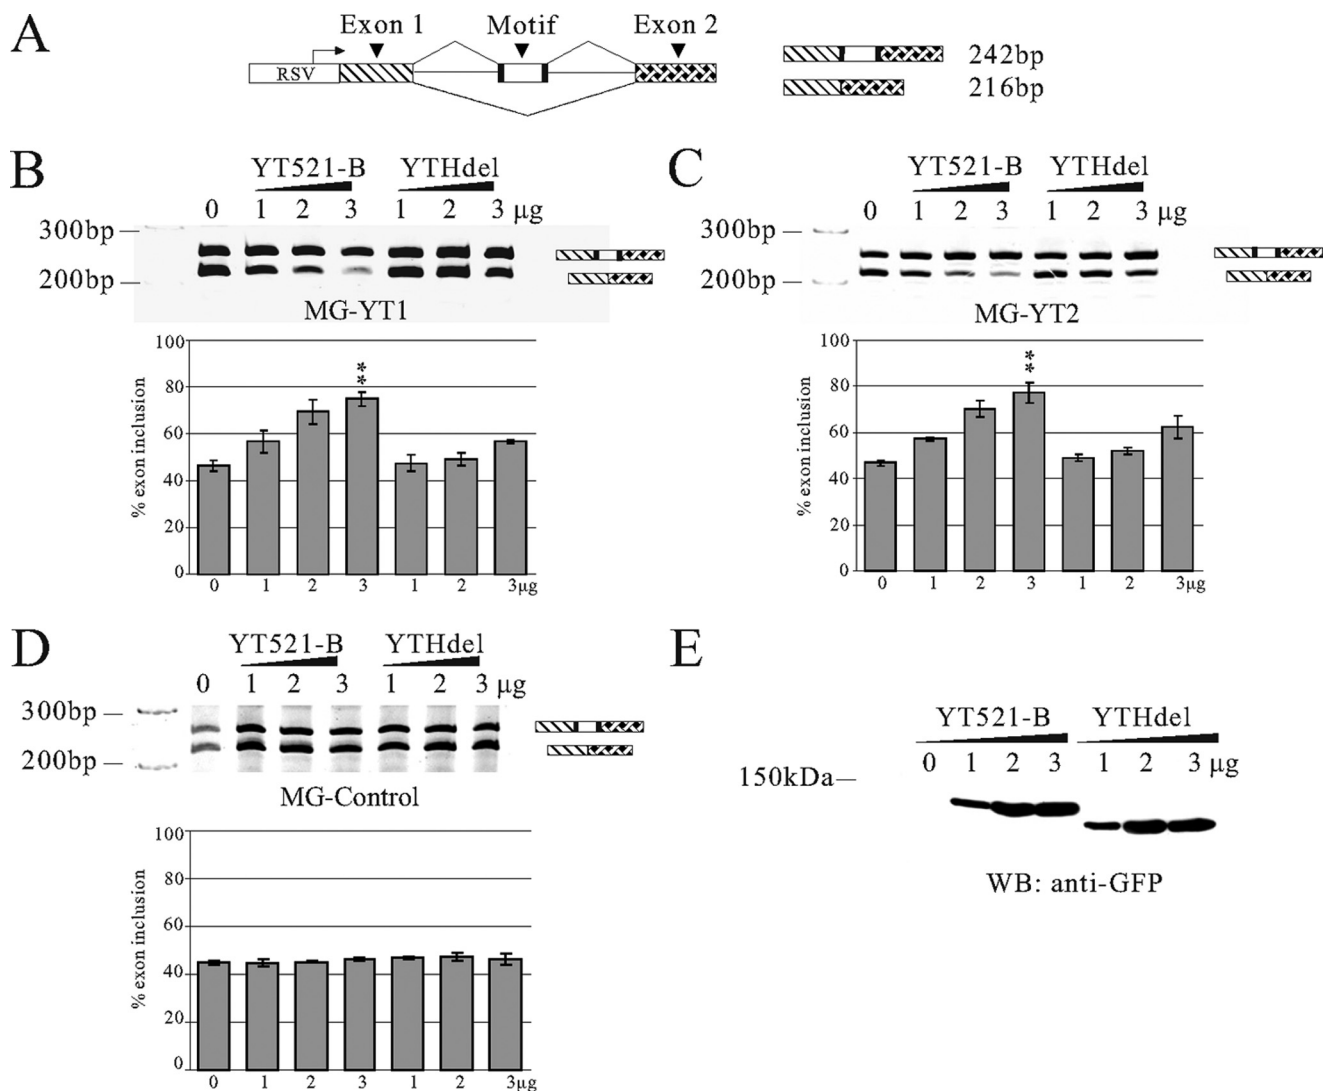 A
Exon 1 Motif Exon 2
RSV
242bp
216bp
B
YT521-B YTHdel
0 1 2 3 1 2 3 μg
300bp
200bp
MG-YT1
% exon inclusion
100
80
60
40
20
0
**
0 1 2 3 1 2 3μg
C
YT521-B YTHdel
0 1 2 3 1 2 3 μg
300bp
200bp
MG-YT2
% exon inclusion
100
80
60
40
20
0
**
0 1 2 3 1 2 3μg
D
YT521-B YTHdel
0 1 2 3 1 2 3 μg
300bp
200bp
MG-Control
% exon inclusion
100
80
60
40
20
0
0 1 2 3 1 2 3μg
E
YT521-B YTHdel
0 1 2 3 1 2 3 μg
150kDa
WB: anti-GFP